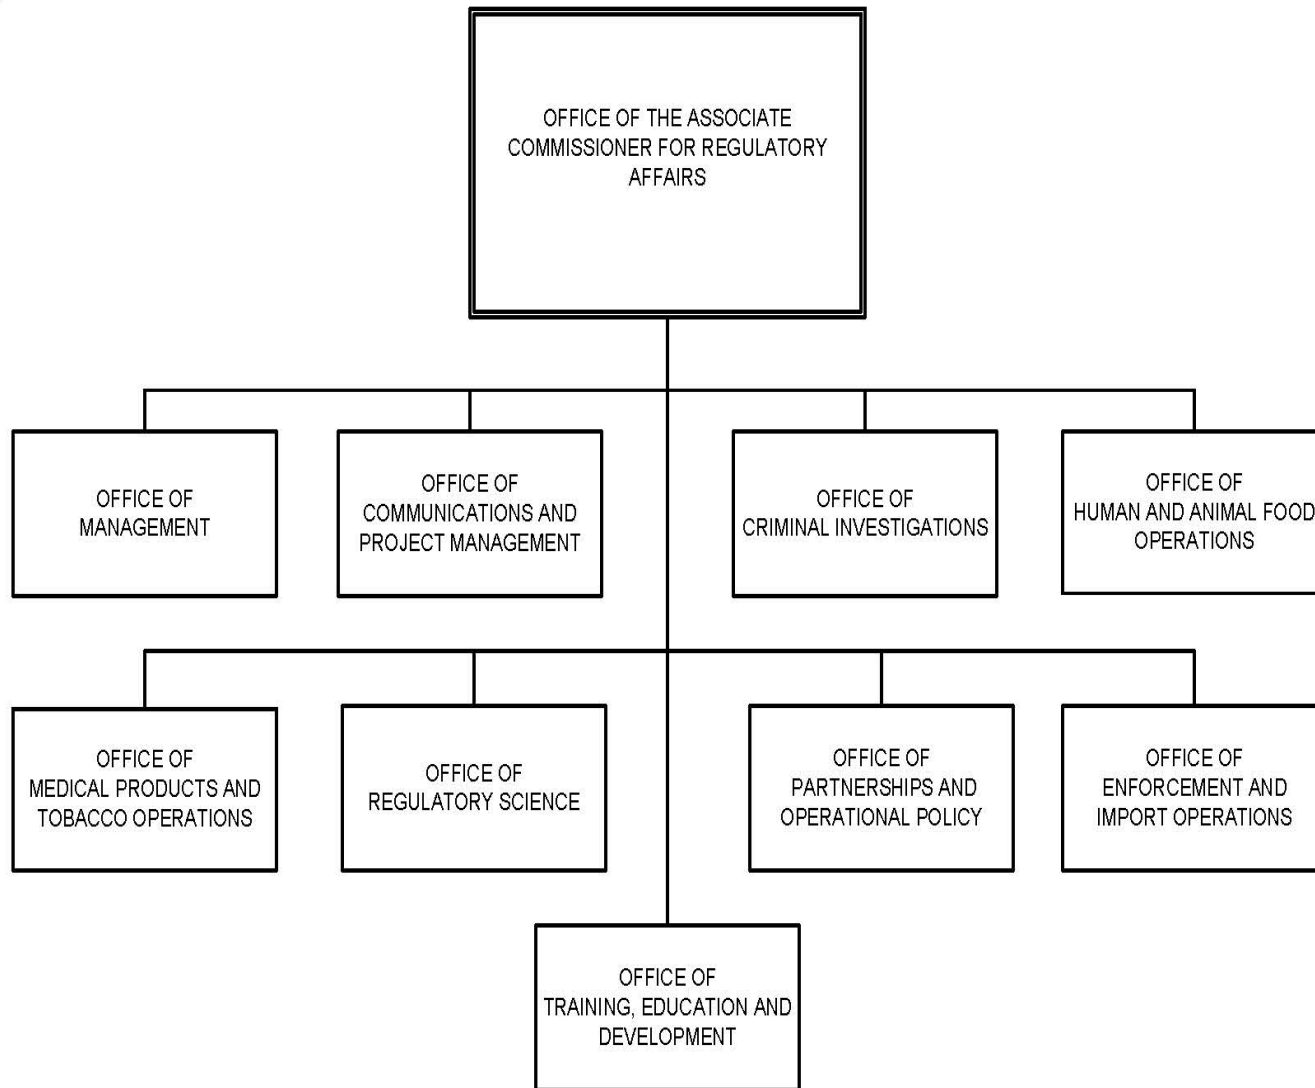 OFFICE OF THE ASSOCIATE
COMMISSIONER FOR REGULATORY
AFFAIRS
OFFICE OF
MANAGEMENT
OFFICE OF
COMMUNICATIONS AND
PROJECT MANAGEMENT
OFFICE OF
CRIMINAL INVESTIGATIONS
OFFICE OF
HUMAN AND ANIMAL FOOD
OPERATIONS
OFFICE OF
MEDICAL PRODUCTS AND
TOBACCO OPERATIONS
OFFICE OF
REGULATORY SCIENCE
OFFICE OF
PARTNERSHIPS AND
OPERATIONAL POLICY
OFFICE OF
ENFORCEMENT AND
IMPORT OPERATIONS
OFFICE OF
TRAINING, EDUCATION AND
DEVELOPMENT